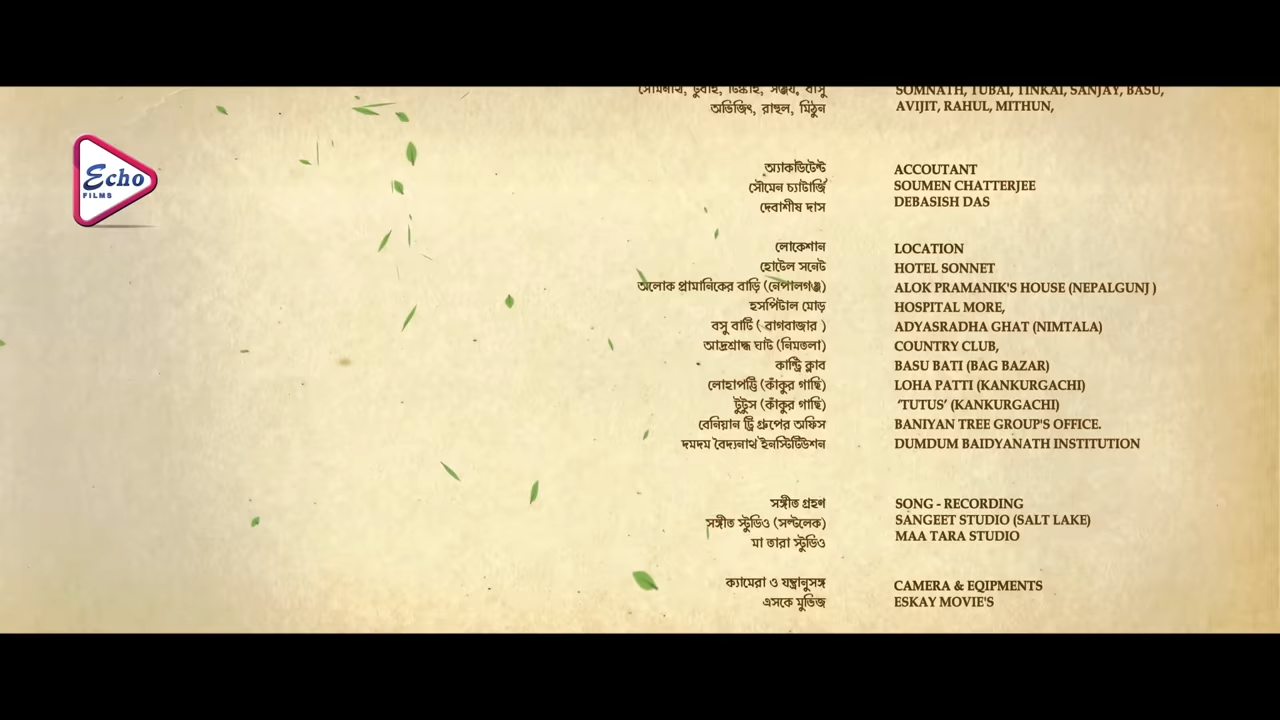 Echo
FILMS
সোমনাথ, টুবাই, টিঙ্কাই, সঞ্জয়, বাসু SOMNATH, TUBAI, TINKAI, SANJAY, BASU,
অভিজিৎ, রাহুল, মিঠুন AVIJIT, RAHUL, MITHUN,
অ্যাকাউটেন্ট ACCOUTANT
সৌমেন চ্যাটার্জি SOUMEN CHATTERJEE
দেবাশীষ দাস DEBASISH DAS
লোকেশান LOCATION
হোটেল সনেট HOTEL SONNET
অলোক প্রামানিকের বাড়ি (নেপালগঞ্জ) ALOK PRAMANIK'S HOUSE (NEPALGUNJ )
হসপিটাল মোড় HOSPITAL MORE,
বসু বাটি ( বাগবাজার ) ADYASRADHA GHAT (NIMTALA)
আদ্রশ্রাদ্ধ ঘাট (নিমতলা) COUNTRY CLUB,
কান্ট্রি ক্লাব BASU BATI (BAG BAZAR)
লোহাপট্টি (কাঁকুর গাছি) LOHA PATTI (KANKURGACHI)
টুটুস (কাঁকুর গাছি) ‘TUTUS’ (KANKURGACHI)
বেনিয়ান ট্রি গ্রুপের অফিস BANIYAN TREE GROUP'S OFFICE.
দমদম বৈদ্যনাথ ইনস্টিটিউশন DUMDUM BAIDYANATH INSTITUTION
সঙ্গীত গ্রহণ SONG - RECORDING
সঙ্গীত স্টুডিও (সল্টলেক) SANGEET STUDIO (SALT LAKE)
মা তারা স্টুডিও MAA TARA STUDIO
ক্যামেরা ও যন্ত্রানুসঙ্গ CAMERA & EQIPMENTS
এসকে মুভিজ ESKAY MOVIE'S